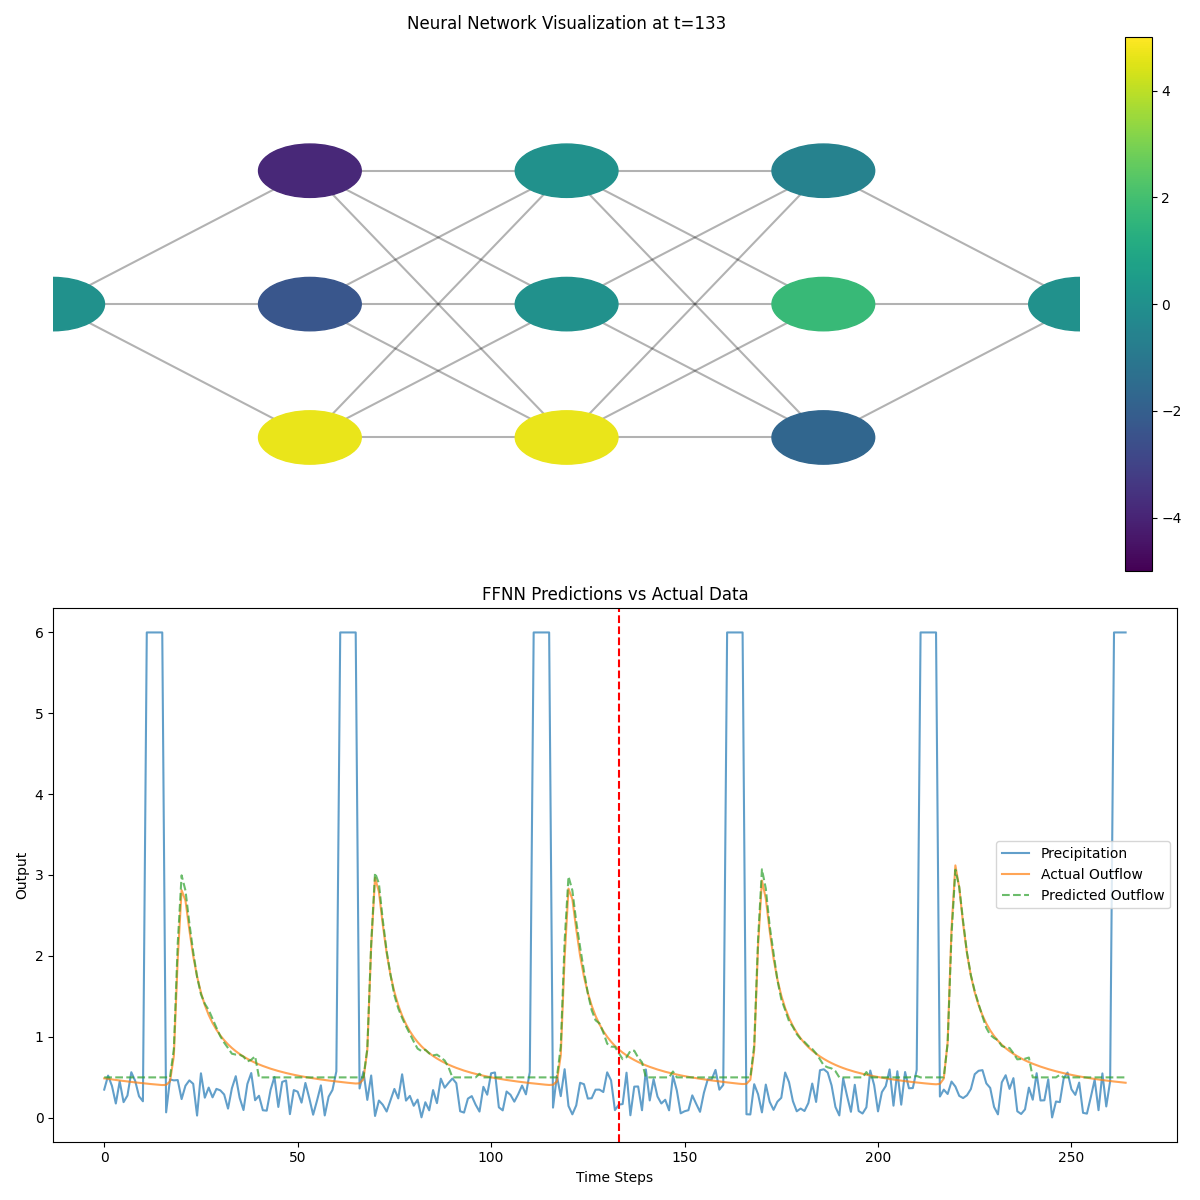 Neural Network Visualization at t=133
4
2
0
−2
−4
FFNN Predictions vs Actual Data
Output
6
5
4
3
2
1
0
Precipitation
Actual Outflow
Predicted Outflow
0 50 100 150 200 250
Time Steps